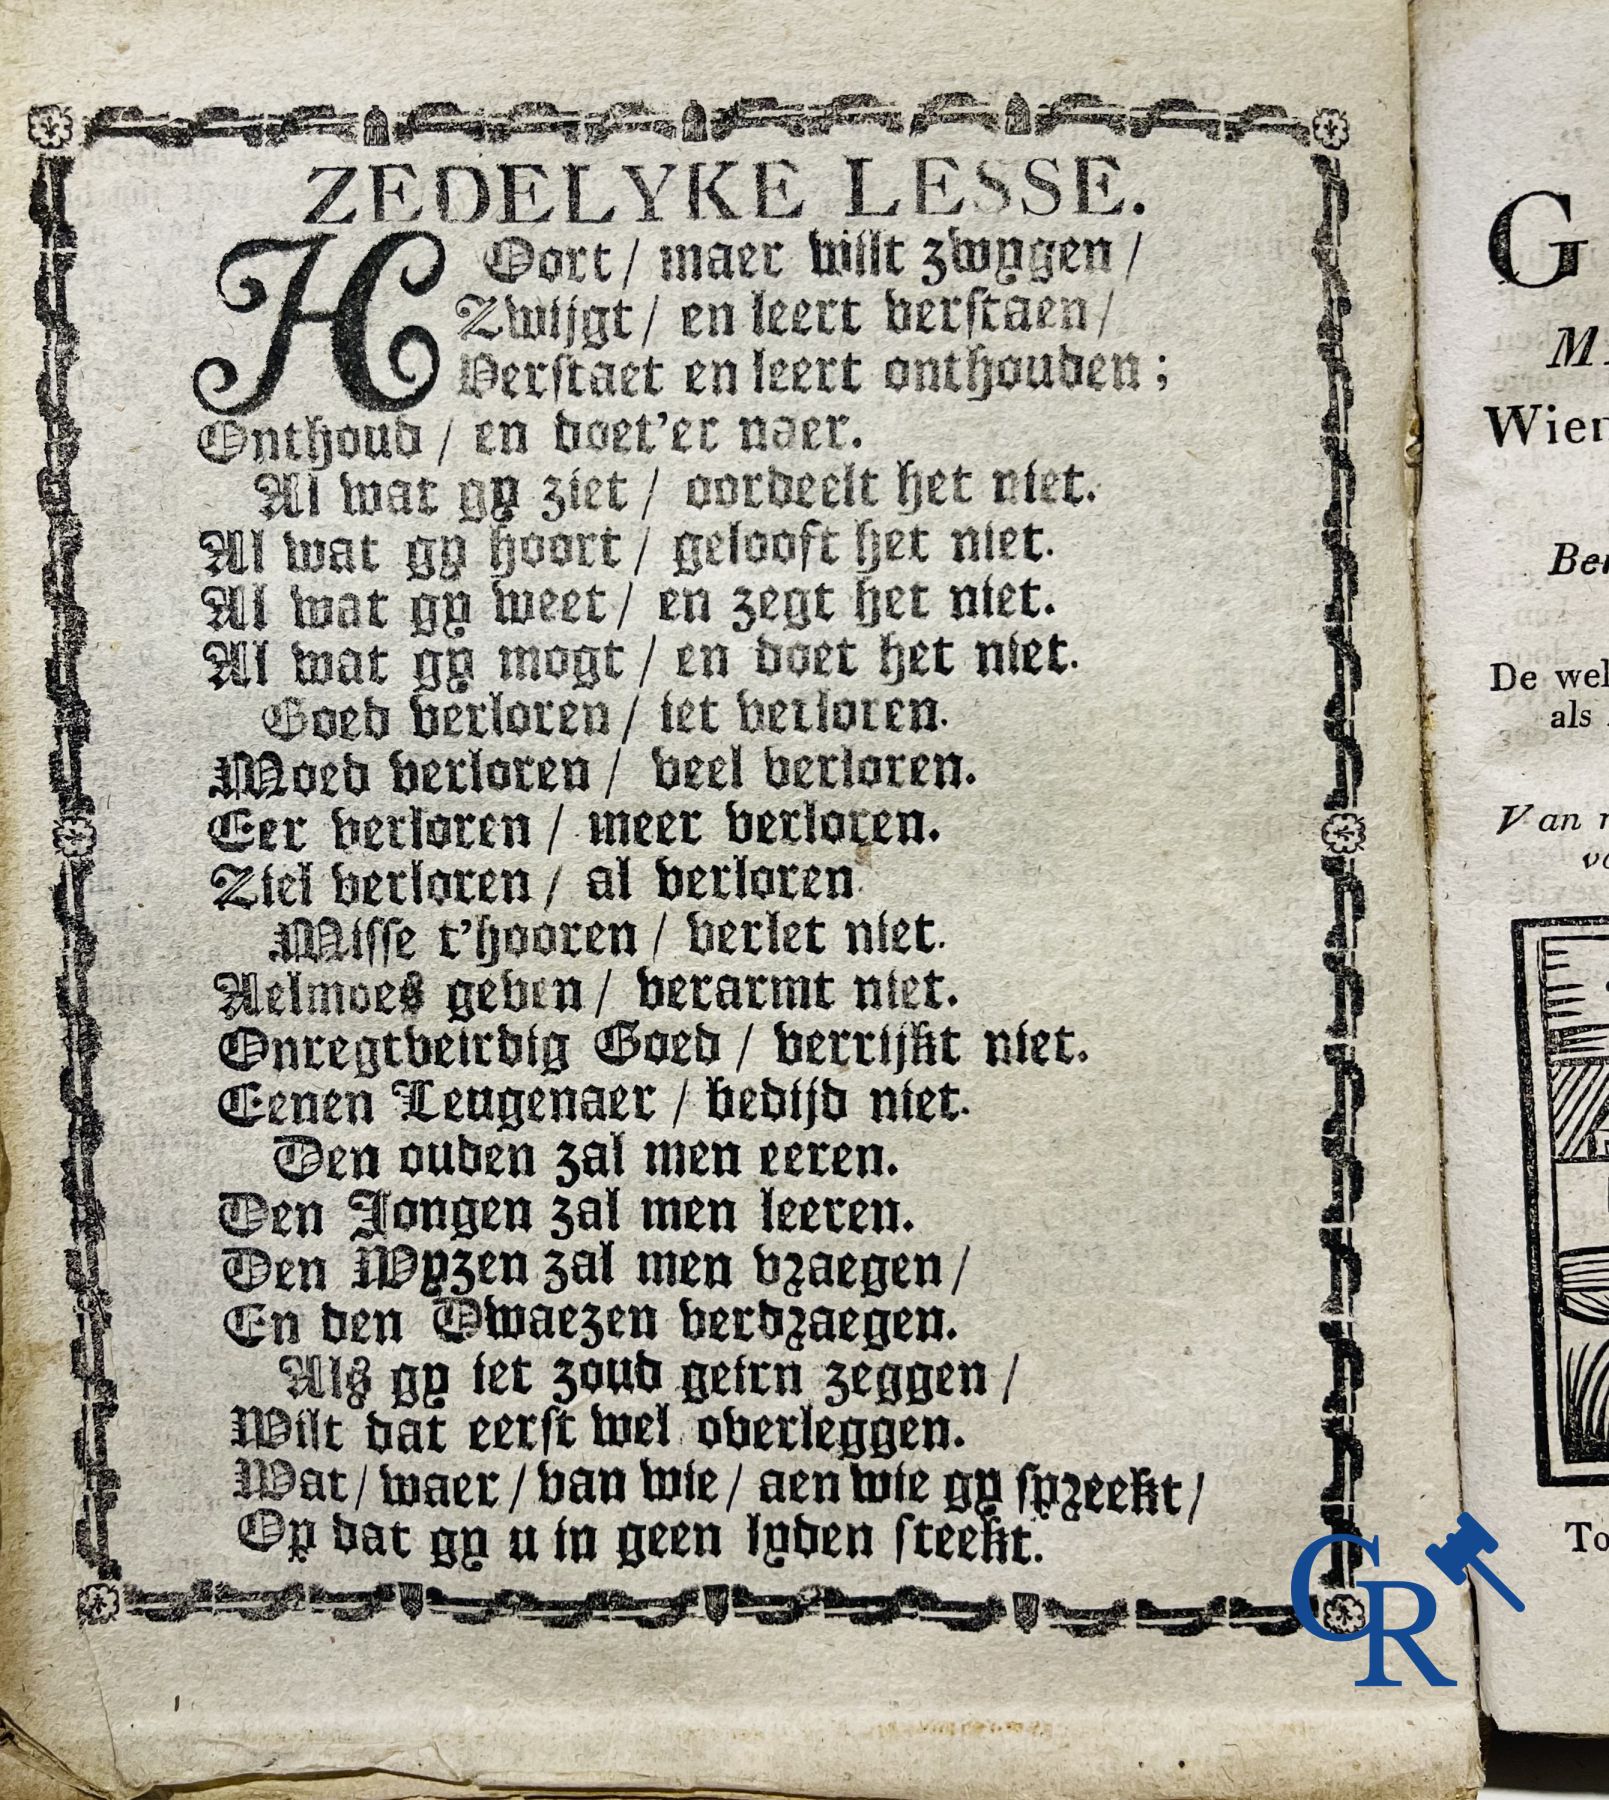 ZEDELYKE LESSE.
HOort / maer wilt zwygen /
Zwijgt / en leert verstaen /
Verstaet en leert onthouden ;
Onthoud / en doet'er naer.
Al wat gy ziet / oordeelt het niet.
Al wat gy hoort / gelooft het niet.
Al wat gy weet / en zegt het niet.
Al wat gy mogt / en doet het niet.
Goed verloren / iet verloren.
Moed verloren / veel verloren.
Eer verloren / meer verloren.
Ziel verloren / al verloren.
Misse t'hooren / verlet niet.
Aelmoes geven / verarmt niet.
Onregtveirdig Goed / verrijkt niet.
Eenen Leugenaer / bedijd niet.
Den ouden zal men eeren.
Den Jongen zal men leeren.
Den Wyzen zal men vraegen /
En den Dwaezen verdraegen.
Als gy iet zoud geirn zeggen /
Wilt dat eerst wel overleggen.
Wat / waer / van wie / aen wie gy spreekt /
Op dat gy u in geen lyden steekt.
G
Wien
De wel
als
Van
To
CR